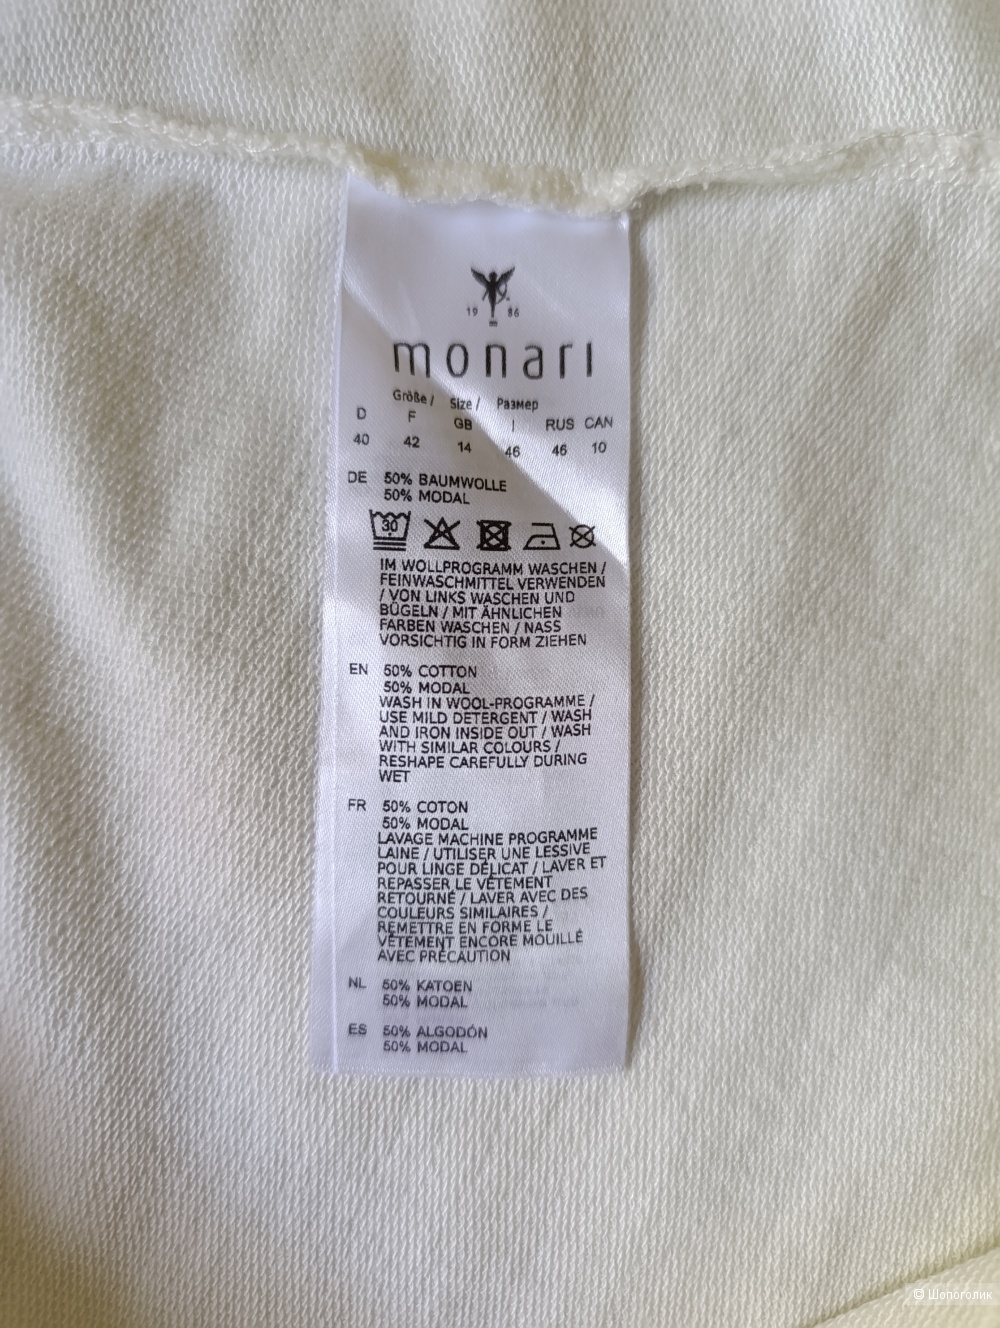 19 86
monari
Größe / Size / Размер
D F GB I RUS CAN
40 42 14 46 46 10
DE 50% BAUMWOLLE
50% MODAL
30
IM WOLLPROGRAMM WASCHEN /
FEINWASCHMITTEL VERWENDEN
/ VON LINKS WASCHEN UND
BÜGELN / MIT ÄHNLICHEN
FARBEN WASCHEN / NASS
VORSICHTIG IN FORM ZIEHEN
EN 50% COTTON
50% MODAL
WASH IN WOOL-PROGRAMME /
USE MILD DETERGENT / WASH
AND IRON INSIDE OUT / WASH
WITH SIMILAR COLOURS /
RESHAPE CAREFULLY DURING
WET
FR 50% COTON
50% MODAL
LAVAGE MACHINE PROGRAMME
LAINE / UTILISER UNE LESSIVE
POUR LINGE DÉLICAT / LAVER ET
REPASSER LE VÊTEMENT
RETOURNÉ / LAVER AVEC DES
COULEURS SIMILAIRES /
REMETTRE EN FORME LE
VÊTEMENT ENCORE MOUILLÉ
AVEC PRÉCAUTION
NL 50% KATOEN
50% MODAL
ES 50% ALGODÓN
50% MODAL
© Шопоголик